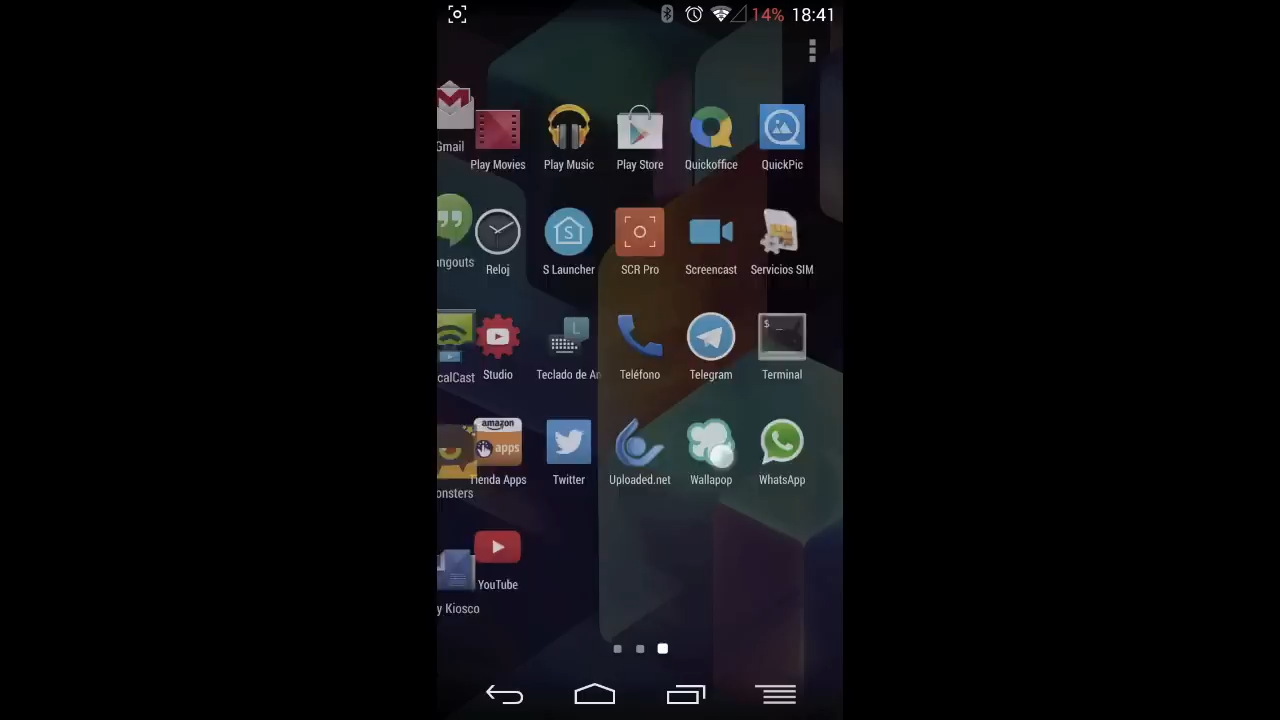 14% 18:41
Gmail Play Movies Play Music Play Store Quickoffice QuickPic
angouts Reloj S Launcher SCR Pro Screencast Servicios SIM
calCast Studio Teclado de An Teléfono Telegram Terminal
amazon
apps
onsters Tienda Apps Twitter Uploaded.net Wallapop WhatsApp
YouTube
y Kiosco